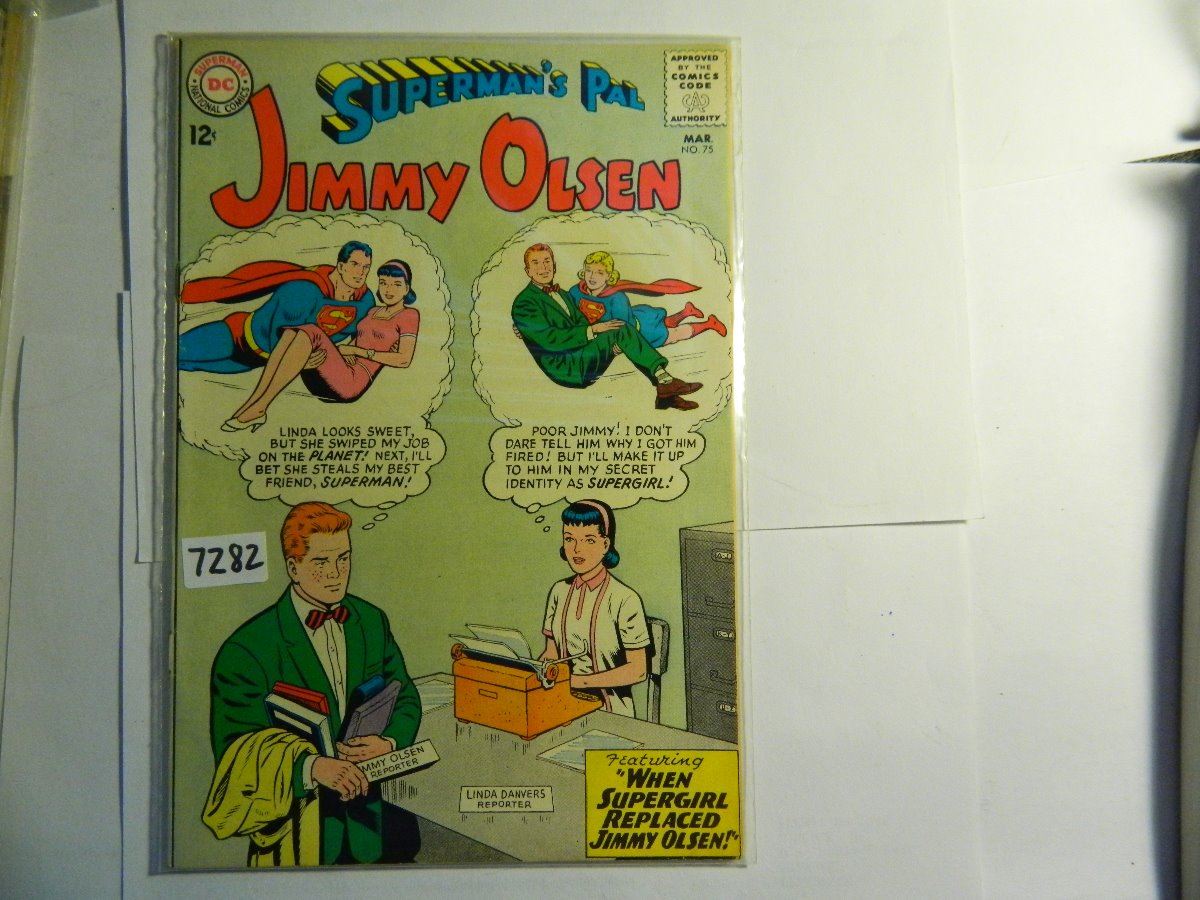 SUPERMAN
DC
NATIONAL COMICS
12¢
SUPERMAN'S PAL
JIMMY OLSEN
APPROVED
BY THE
COMICS
CODE
CA
AUTHORITY
MAR.
NO. 75
LINDA LOOKS SWEET,
BUT SHE SWIPED MY JOB
ON THE PLANET! NEXT, I'LL
BET SHE STEALS MY BEST
FRIEND, SUPERMAN!
POOR JIMMY! I DON'T
DARE TELL HIM WHY I GOT HIM
FIRED! BUT I'LL MAKE IT UP
TO HIM IN MY SECRET
IDENTITY AS SUPERGIRL!
7282
MMY OLSEN
REPORTER
LINDA DANVERS
REPORTER
Featuring
"WHEN
SUPERGIRL
REPLACED
JIMMY OLSEN!"